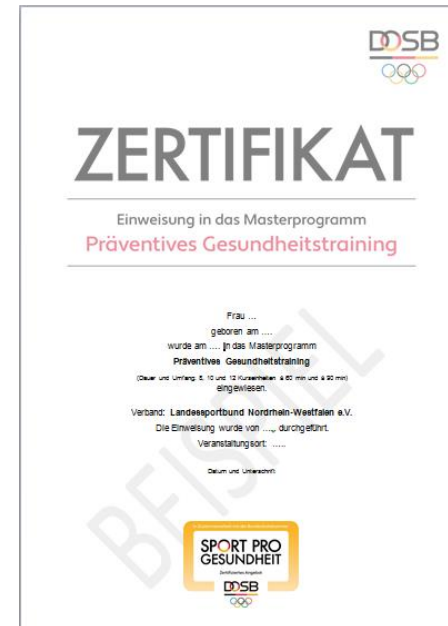 DOSB
ZERTIFIKAT
Einweisung in das Masterprogramm
Präventives Gesundheitstraining
Frau ...
geboren am ....
wurde am .... in das Masterprogramm
Präventives Gesundheitstraining
(Dauer und Umfang: 8, 10 und 12 Kurseinheiten à 60 min und à 90 min)
eingewiesen.
Verband: Landessportbund Nordrhein-Westfalen e.V.
Die Einweisung wurde von ...., durchgeführt.
Veranstaltungsort: .....
Datum und Unterschrift
BEISPIEL
SPORT PRO
GESUNDHEIT
Zertifiziertes Angebot
DOSB